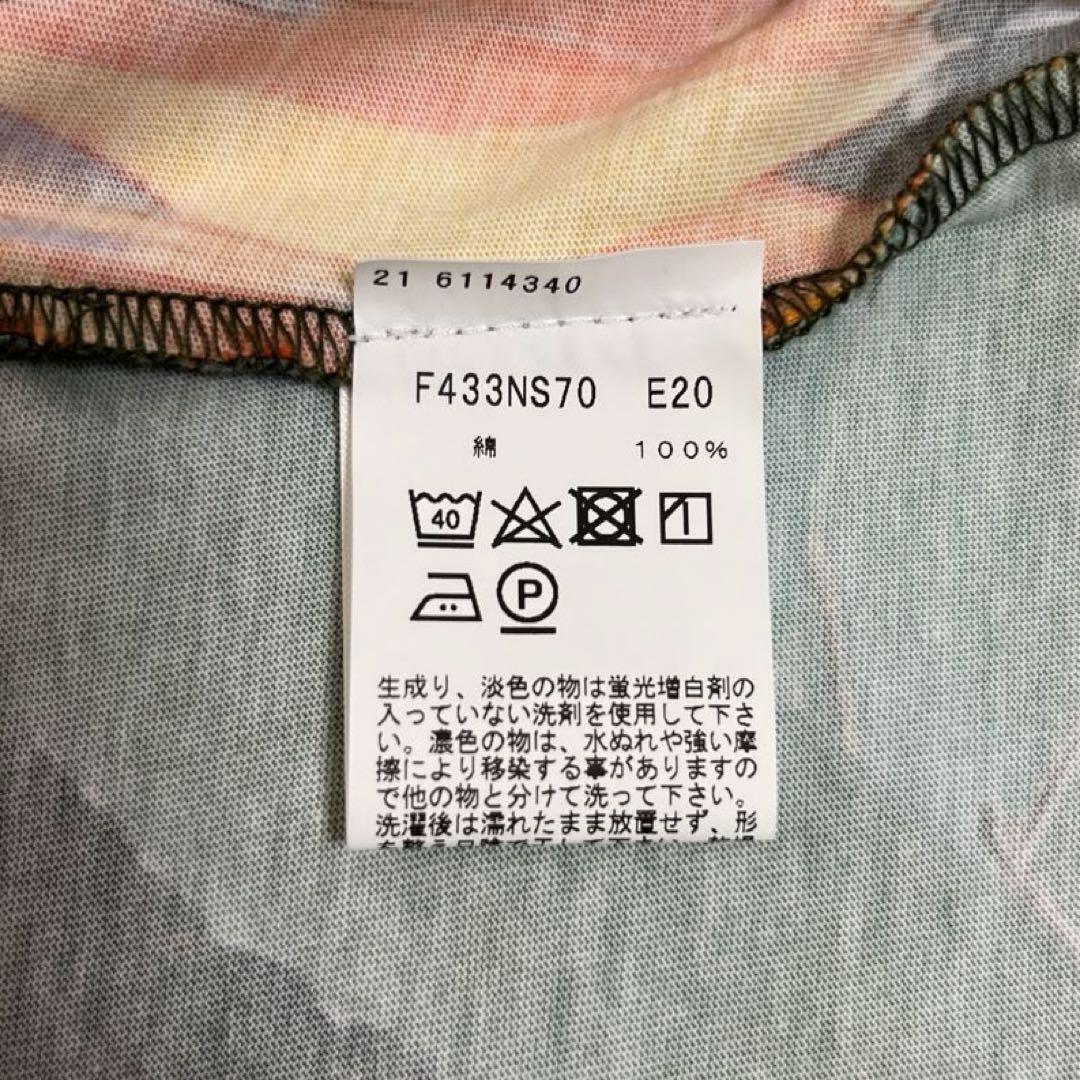 21 6114340
F433NS70 E20
綿 100%
40
P
生成り、淡色の物は蛍光増白剤の
入っていない洗剤を使用して下さ
い。濃色の物は、水ぬれや強い摩
擦により移染する事がありますの
で他の物と分けて洗って下さい。
洗濯後は濡れたまま放置せず、形